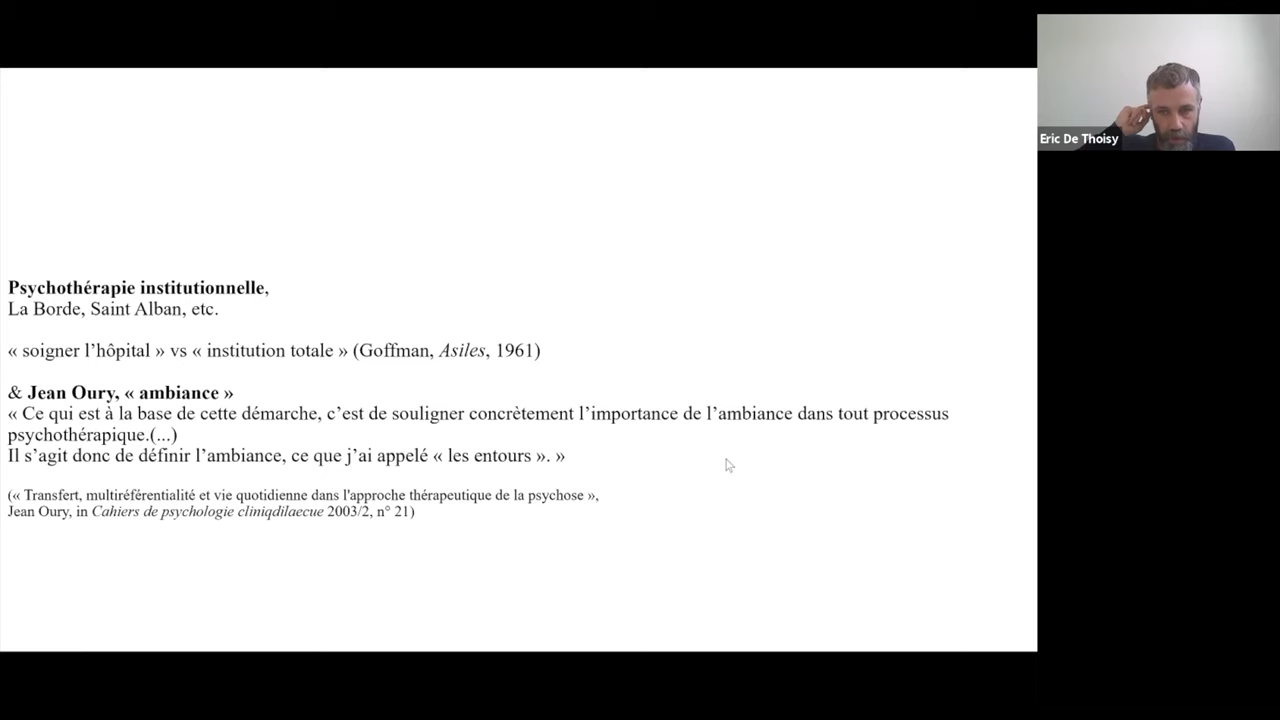 Psychothérapie institutionnelle,
La Borde, Saint Alban, etc.
« soigner l’hôpital » vs « institution totale » (Goffman, Asiles, 1961)
& Jean Oury, « ambiance »
« Ce qui est à la base de cette démarche, c’est de souligner concrètement l’importance de l’ambiance dans tout processus
psychothérapique.(...)
Il s’agit donc de définir l’ambiance, ce que j’ai appelé « les entours ». »
(« Transfert, multiréférentialité et vie quotidienne dans l'approche thérapeutique de la psychose »,
Jean Oury, in Cahiers de psychologie cliniqdilaecue 2003/2, n° 21)
Eric De Thoisy